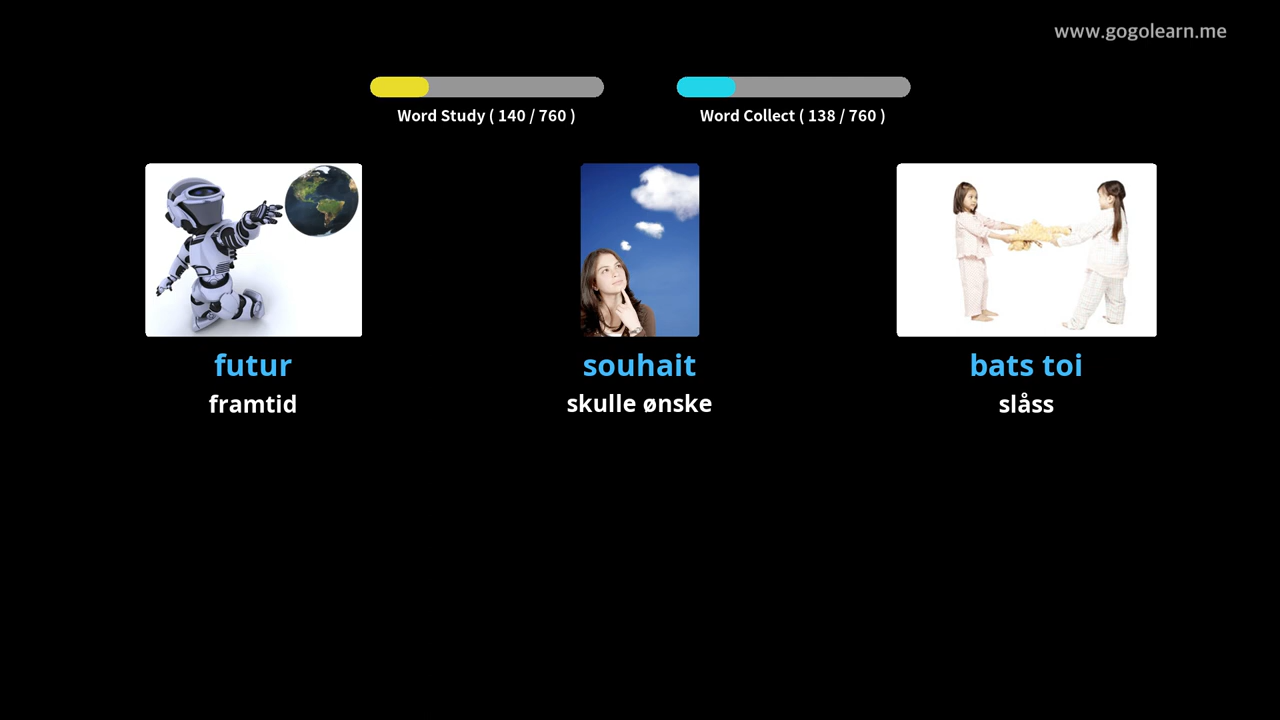 www.gogolearn.me
Word Study ( 140 / 760 )
Word Collect ( 138 / 760 )
futur
souhait
bats toi
framtid
skulle ønske
slåss